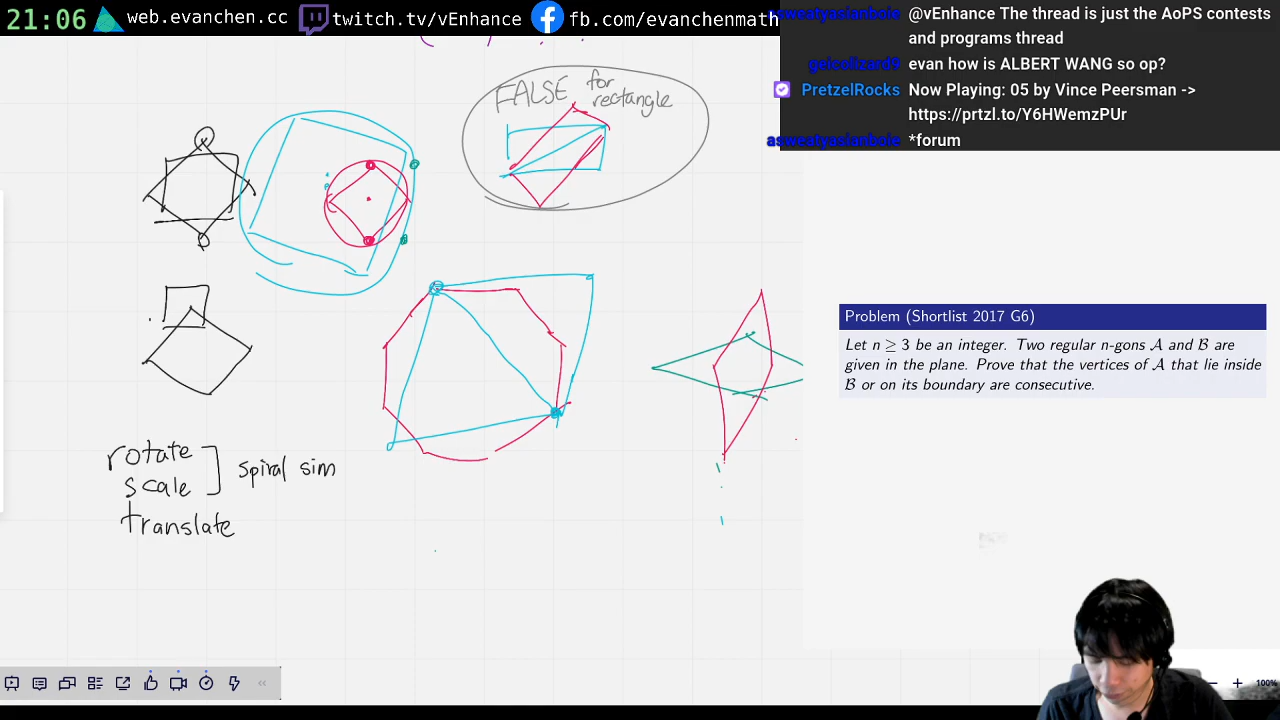 21:06 web.evanchen.cc twitch.tv/vEnhance fb.com/evanchenmath
asweatyasianboie @vEnhance The thread is just the AoPS contests
and programs thread
geicolizard9 evan how is ALBERT WANG so op?
PretzelRocks Now Playing: 05 by Vince Peersman ->
https://prtzl.to/Y6HWemzPUr
asweatyasianboie *forum
FALSE for
rectangle
Problem (Shortlist 2017 G6)
Let n ≥ 3 be an integer. Two regular n-gons 𝒜 and ℬ are
given in the plane. Prove that the vertices of 𝒜 that lie inside
ℬ or on its boundary are consecutive.
rotate
scale
spiral sim
translate
100%